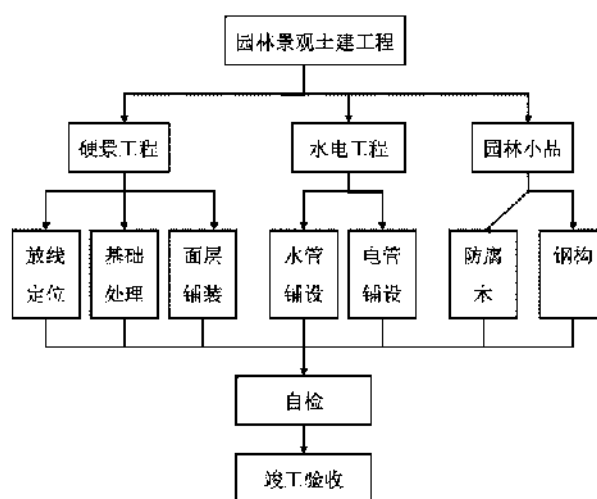 园林景观土建工程
硬景工程
水电工程
园林小品
放线
定位
基础
处理
面层
铺装
水管
铺设
电管
铺设
防腐
木
钢构
自检
竣工验收